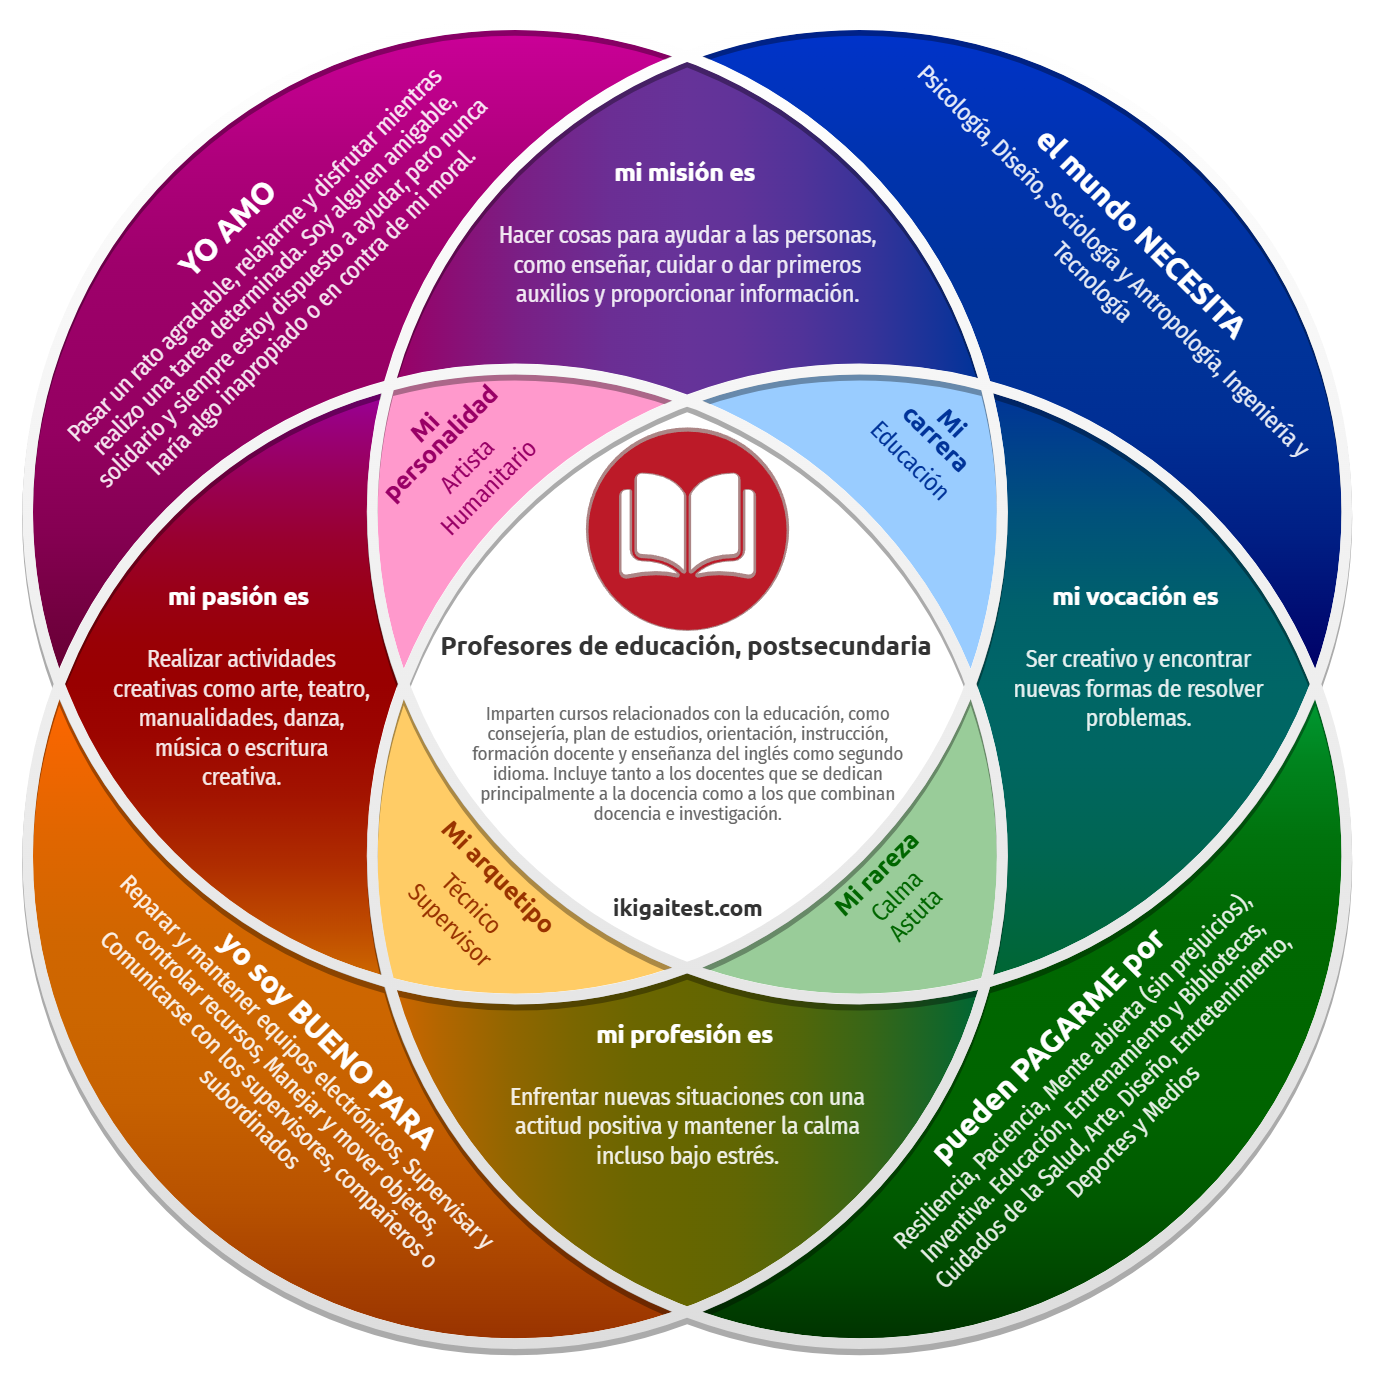 YO AMO
Pasar un rato agradable, relajarme y disfrutar mientras
realizo una tarea determinada. Soy alguien amigable,
solidario y siempre estoy dispuesto a ayudar, pero nunca
haría algo inapropiado o en contra de mi moral.
mi misión es
Hacer cosas para ayudar a las personas,
como enseñar, cuidar o dar primeros
auxilios y proporcionar información.
el mundo NECESITA
Psicología, Diseño, Sociología y Antropología, Ingeniería y
Tecnología
Mi
personalidad
Artista
Humanitario
Mi
carrera
Educación
mi pasión es
Realizar actividades
creativas como arte, teatro,
manualidades, danza,
música o escritura
creativa.
Profesores de educación, postsecundaria
Imparten cursos relacionados con la educación, como
consejería, plan de estudios, orientación, instrucción,
formación docente y enseñanza del inglés como segundo
idioma. Incluye tanto a los docentes que se dedican
principalmente a la docencia como a los que combinan
docencia e investigación.
ikigaitest.com
mi vocación es
Ser creativo y encontrar
nuevas formas de resolver
problemas.
Mi arquetipo
Técnico
Supervisor
Mi rareza
Calma
Astuta
yo soy BUENO PARA
Reparar y mantener equipos electrónicos, Supervisar y
controlar recursos, Manejar y mover objetos,
Comunicarse con los supervisores, compañeros o
subordinados
mi profesión es
Enfrentar nuevas situaciones con una
actitud positiva y mantener la calma
incluso bajo estrés.
pueden PAGARME por
Resiliencia, Paciencia, Mente abierta (sin prejuicios),
Inventiva. Educación, Entrenamiento y Bibliotecas,
Cuidados de la Salud, Arte, Diseño, Entretenimiento,
Deportes y Medios